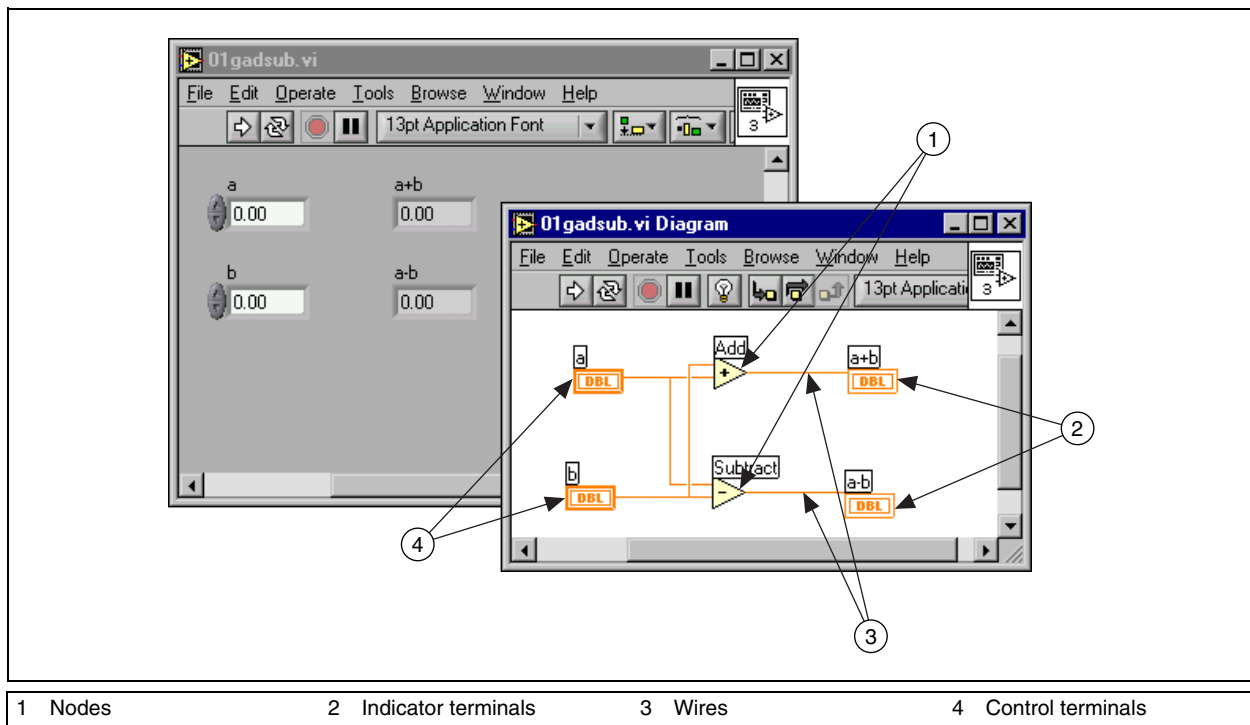 01gadsub.vi
File Edit Operate Tools Browse Window Help
13pt Application Font
3
a
0.00
a+b
0.00
b
0.00
a-b
0.00
01gadsub.vi Diagram
File Edit Operate Tools Browse Window Help
13pt Applicati
3
a
DBL
Add
+
a+b
DBL
b
DBL
Subtract
-
a-b
DBL
1
2
3
4
1 Nodes 2 Indicator terminals 3 Wires 4 Control terminals